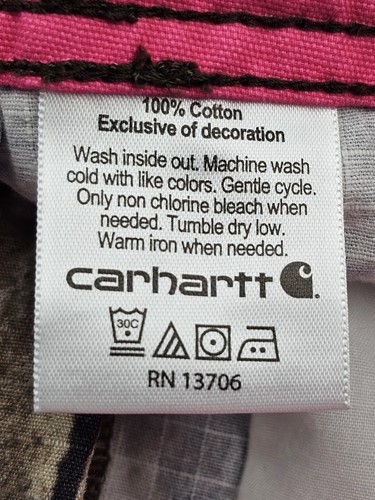 100% Cotton
Exclusive of decoration
Wash inside out. Machine wash
cold with like colors. Gentle cycle.
Only non chlorine bleach when
needed. Tumble dry low.
Warm iron when needed.
carhartt
30C
RN 13706